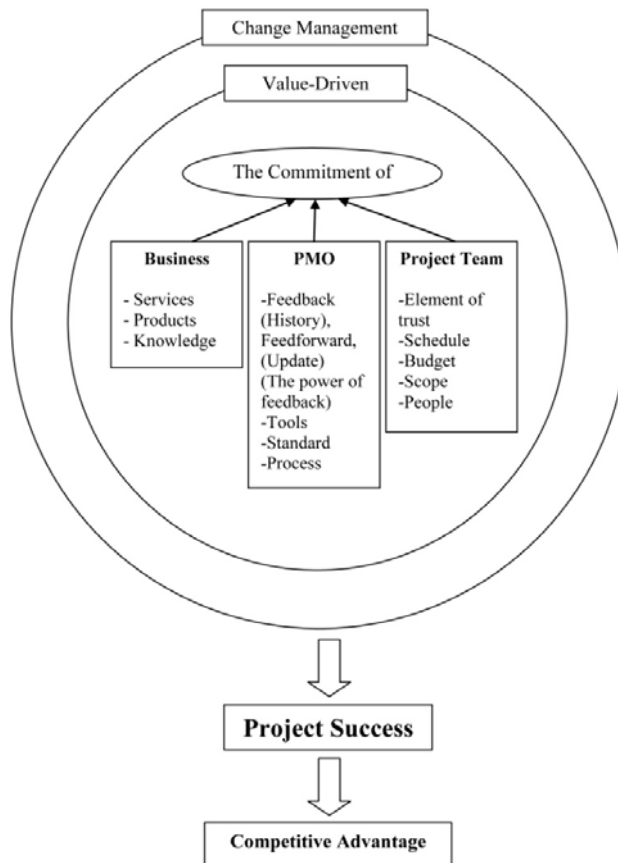 Change Management
Value-Driven
The Commitment of
Business
- Services
- Products
- Knowledge
PMO
-Feedback
(History),
Feedforward,
(Update)
(The power of
feedback)
-Tools
-Standard
-Process
Project Team
-Element of
trust
-Schedule
-Budget
-Scope
-People
Project Success
Competitive Advantage